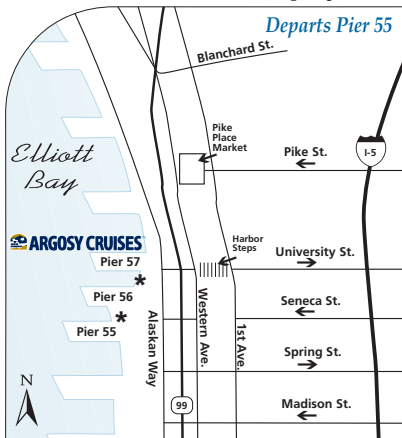 Departs Pier 55
Blanchard St.
Pike
Place
Market
Pike St.
I-5
Elliott
Bay
ARGOSY CRUISES
Harbor
Steps
University St.
Pier 57
*
Pier 56
*
Pier 55
Seneca St.
Alaskan Way
Western Ave.
1st Ave.
Spring St.
N
99
Madison St.